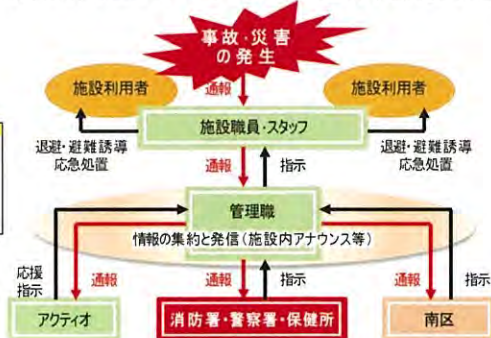 事故・災害
の発生
施設利用者
通報
施設利用者
施設職員・スタッフ
退避・避難誘導
応急処置
通報
指示
退避・避難誘導
応急処置
管理職
情報の集約と発信(施設内アナウンス等)
応援
指示
通報
通報
指示
通報
指示
アクティオ
消防署・警察署・保健所
南区